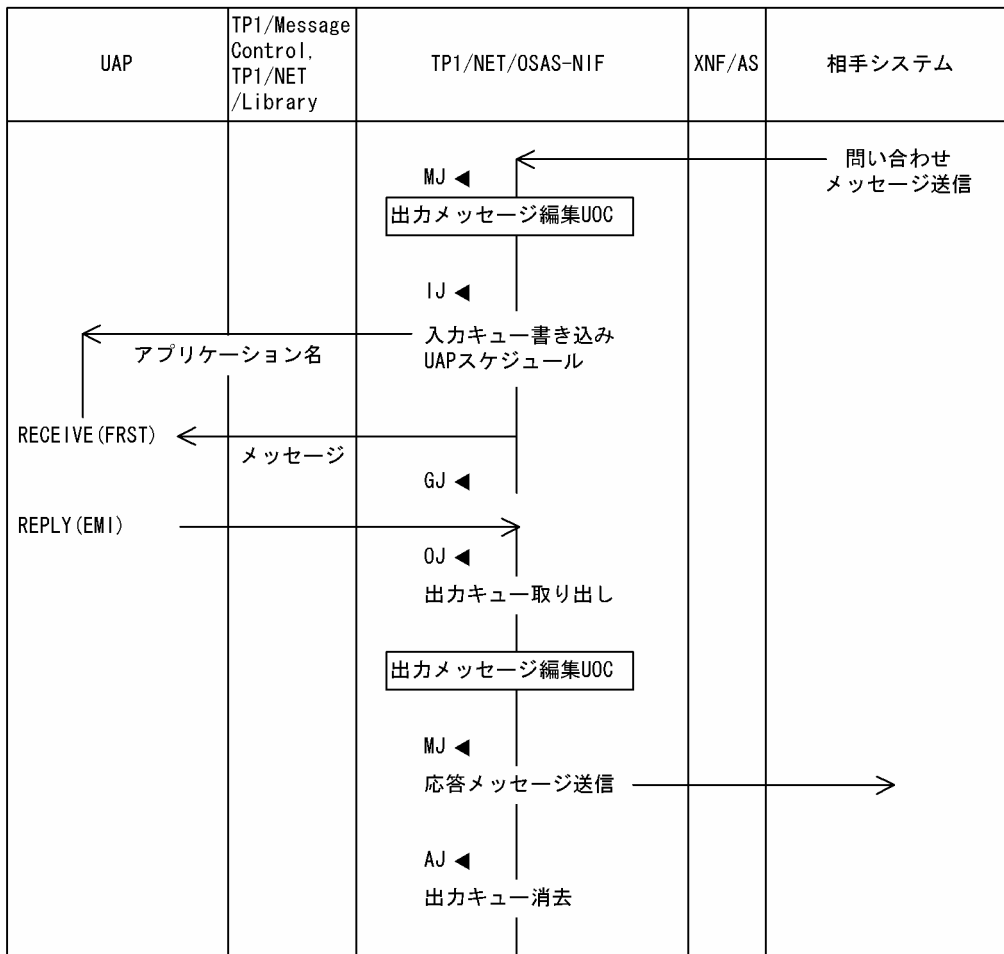 UAP
TP1/Message
Control,
TP1/NET
/Library
TP1/NET/OSAS-NIF
XNF/AS
相手システム
問い合わせ
メッセージ送信
MJ
出力メッセージ編集UOC
IJ
入力キュー書き込み
UAPスケジュール
アプリケーション名
RECEIVE(FRST)
メッセージ
GJ
REPLY(EMI)
OJ
出力キュー取り出し
出力メッセージ編集UOC
MJ
応答メッセージ送信
AJ
出力キュー消去